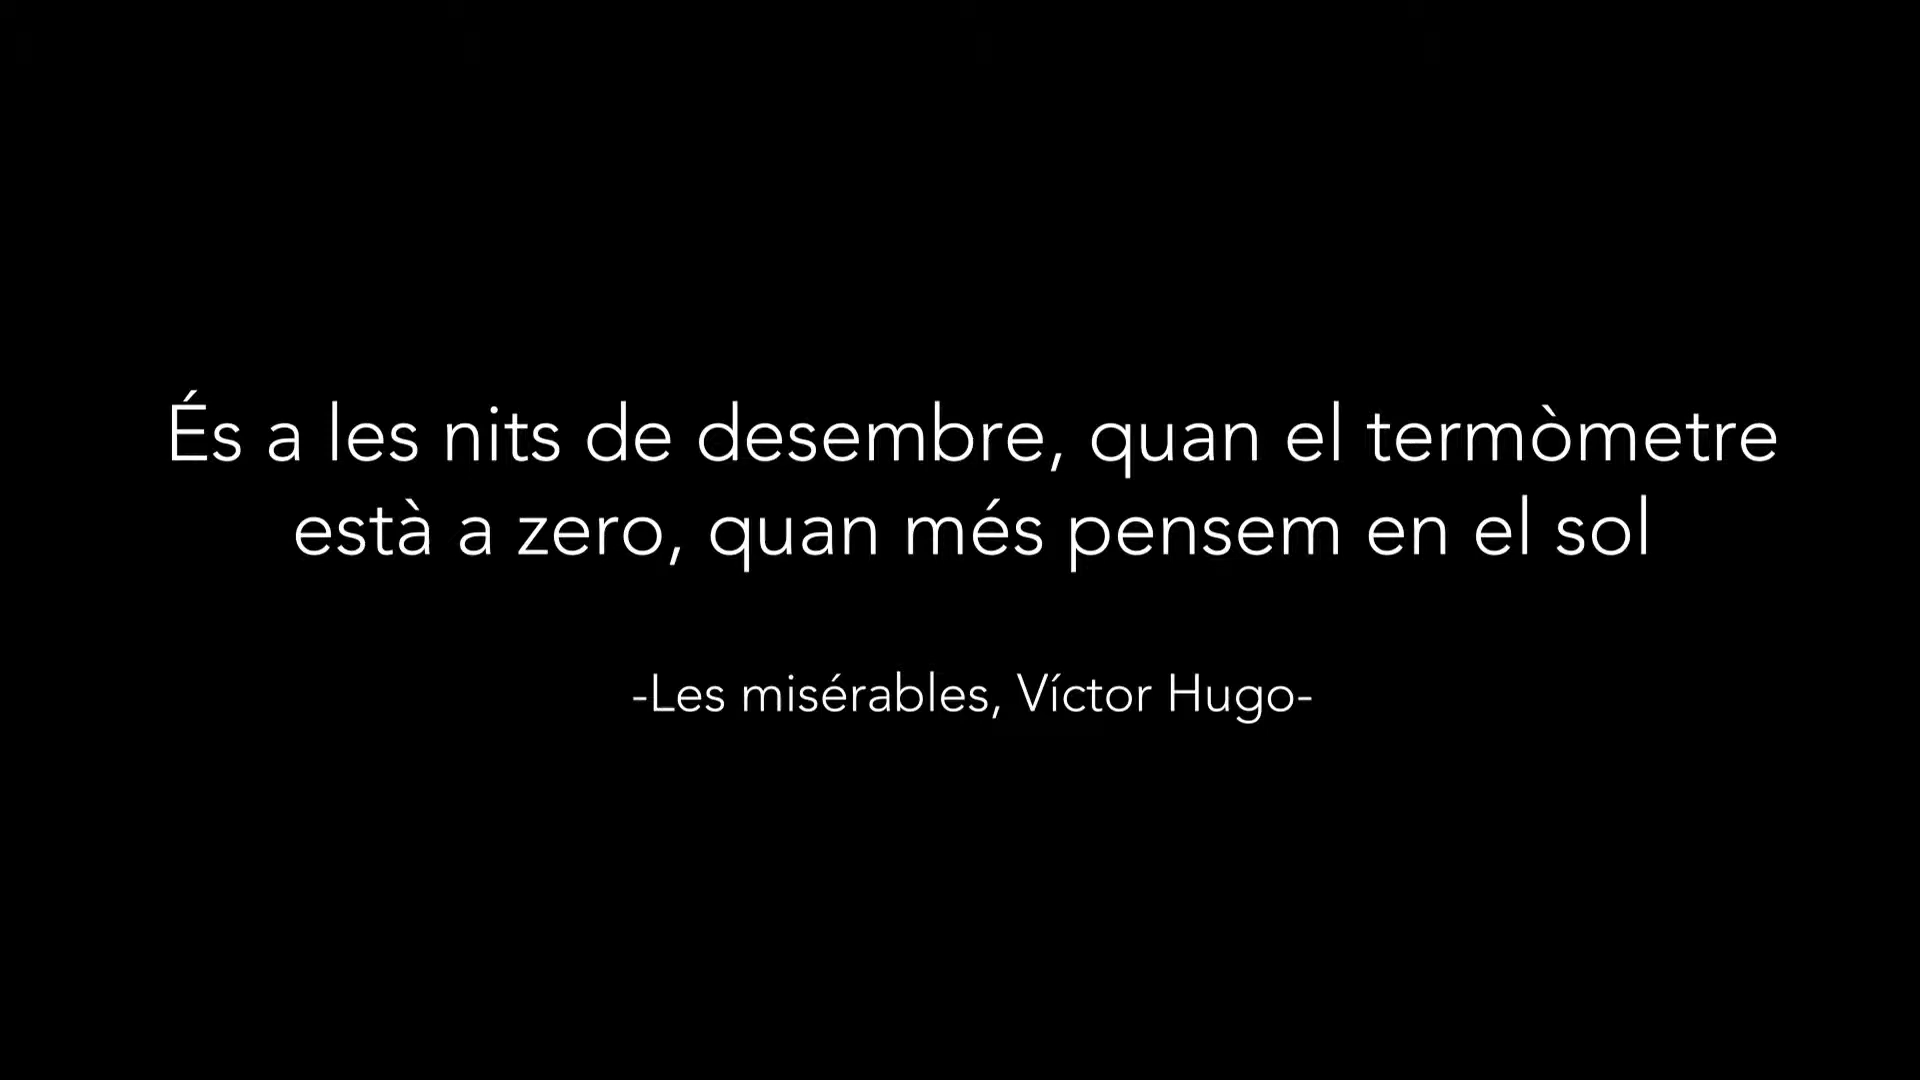 És a les nits de desembre, quan el termòmetre
està a zero, quan més pensem en el sol
-Les misérables, Víctor Hugo-